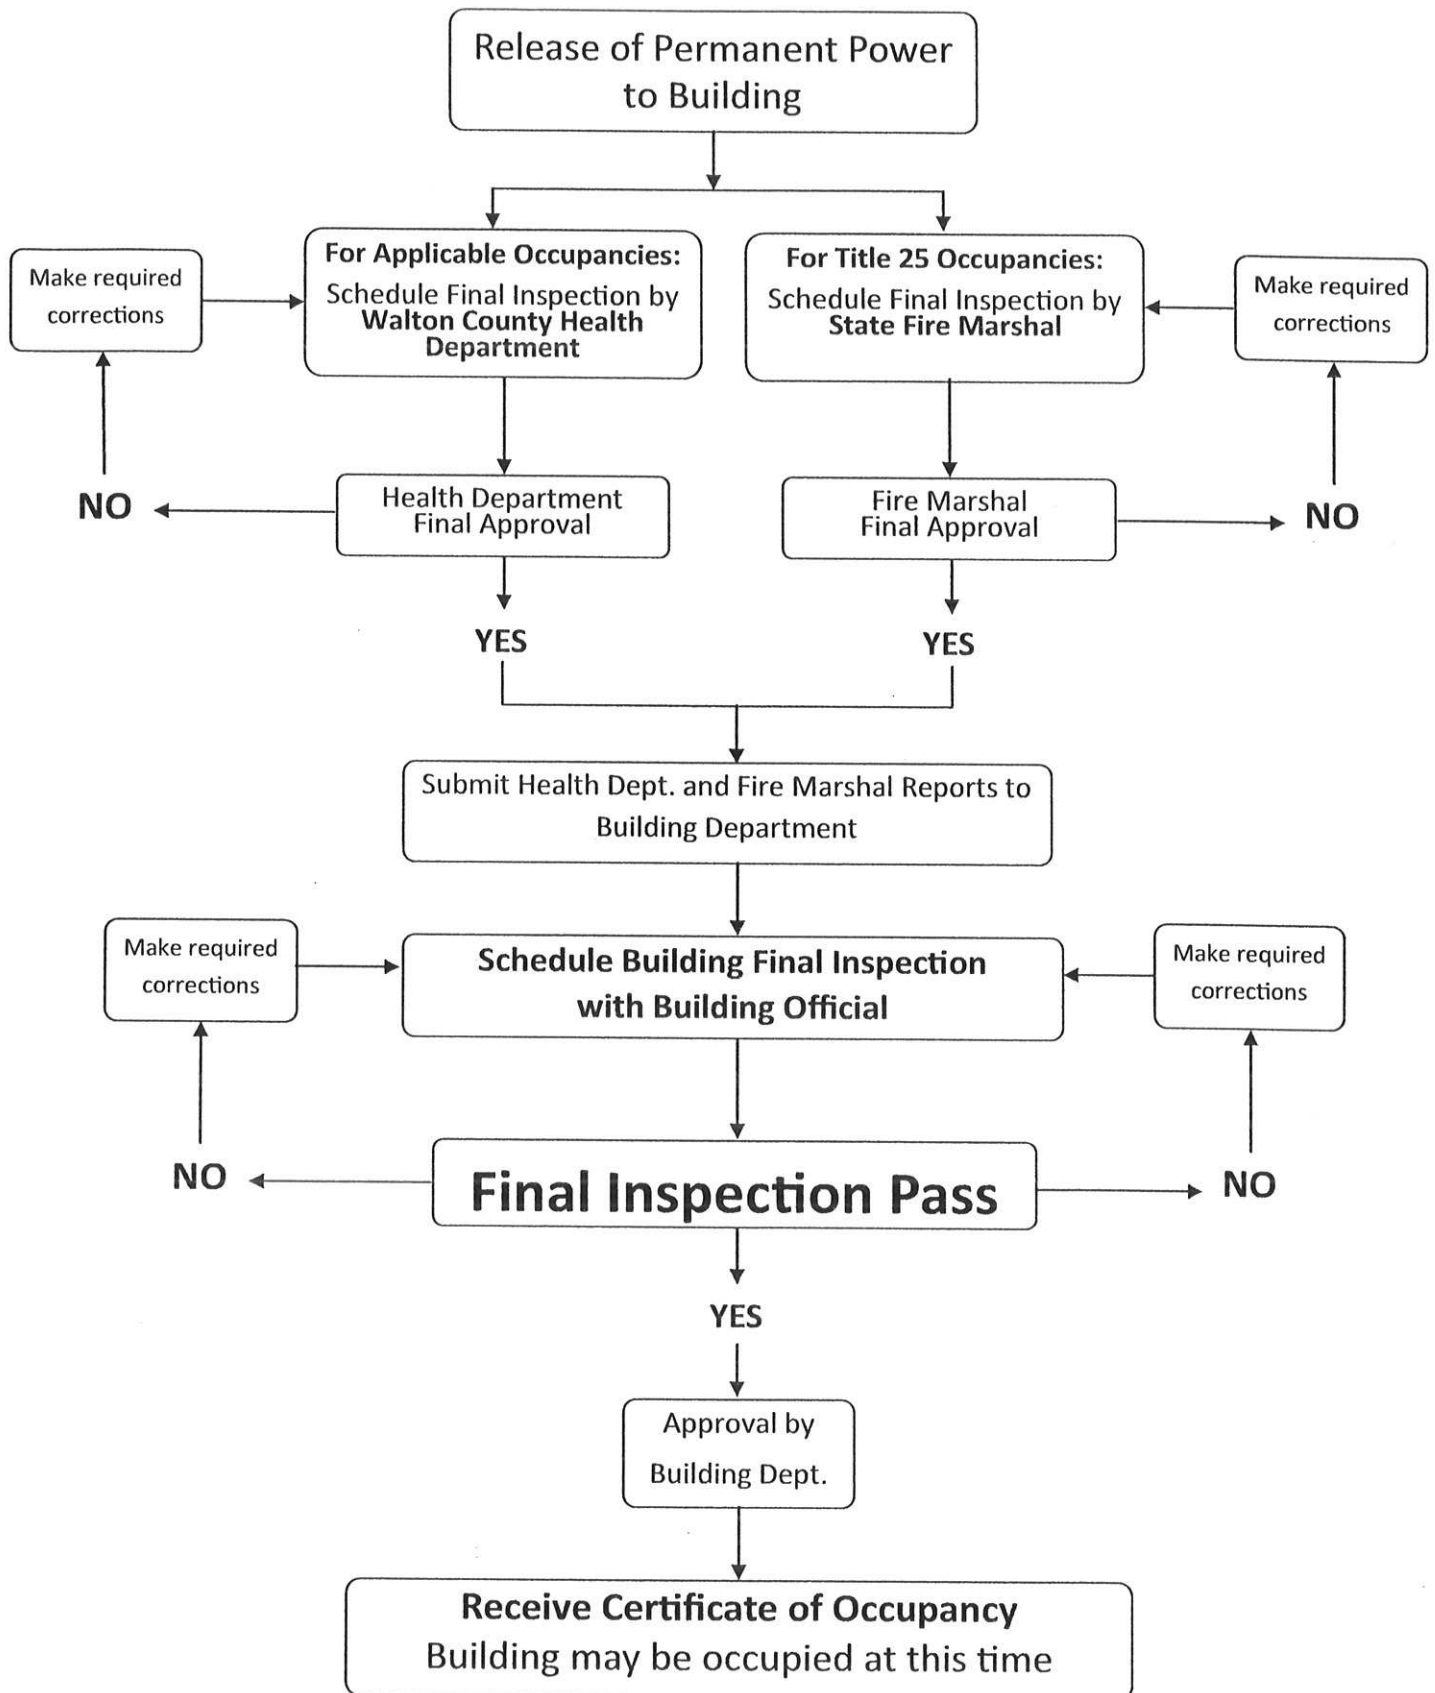 Release of Permanent Power
to Building
For Applicable Occupancies:
Schedule Final Inspection by
Walton County Health
Department
For Title 25 Occupancies:
Schedule Final Inspection by
State Fire Marshal
Make required
corrections
Make required
corrections
NO
Health Department
Final Approval
Fire Marshal
Final Approval
NO
YES
YES
Submit Health Dept. and Fire Marshal Reports to
Building Department
Make required
corrections
Schedule Building Final Inspection
with Building Official
Make required
corrections
NO
Final Inspection Pass
NO
YES
Approval by
Building Dept.
Receive Certificate of Occupancy
Building may be occupied at this time